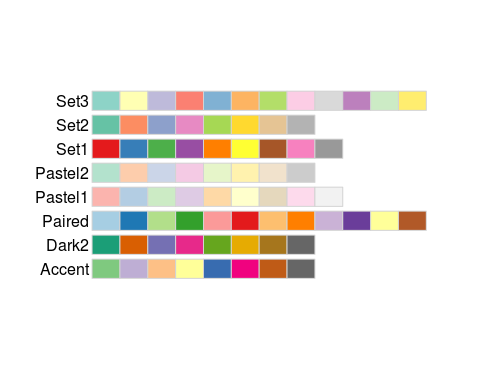 Set3
Set2
Set1
Pastel2
Pastel1
Paired
Dark2
Accent